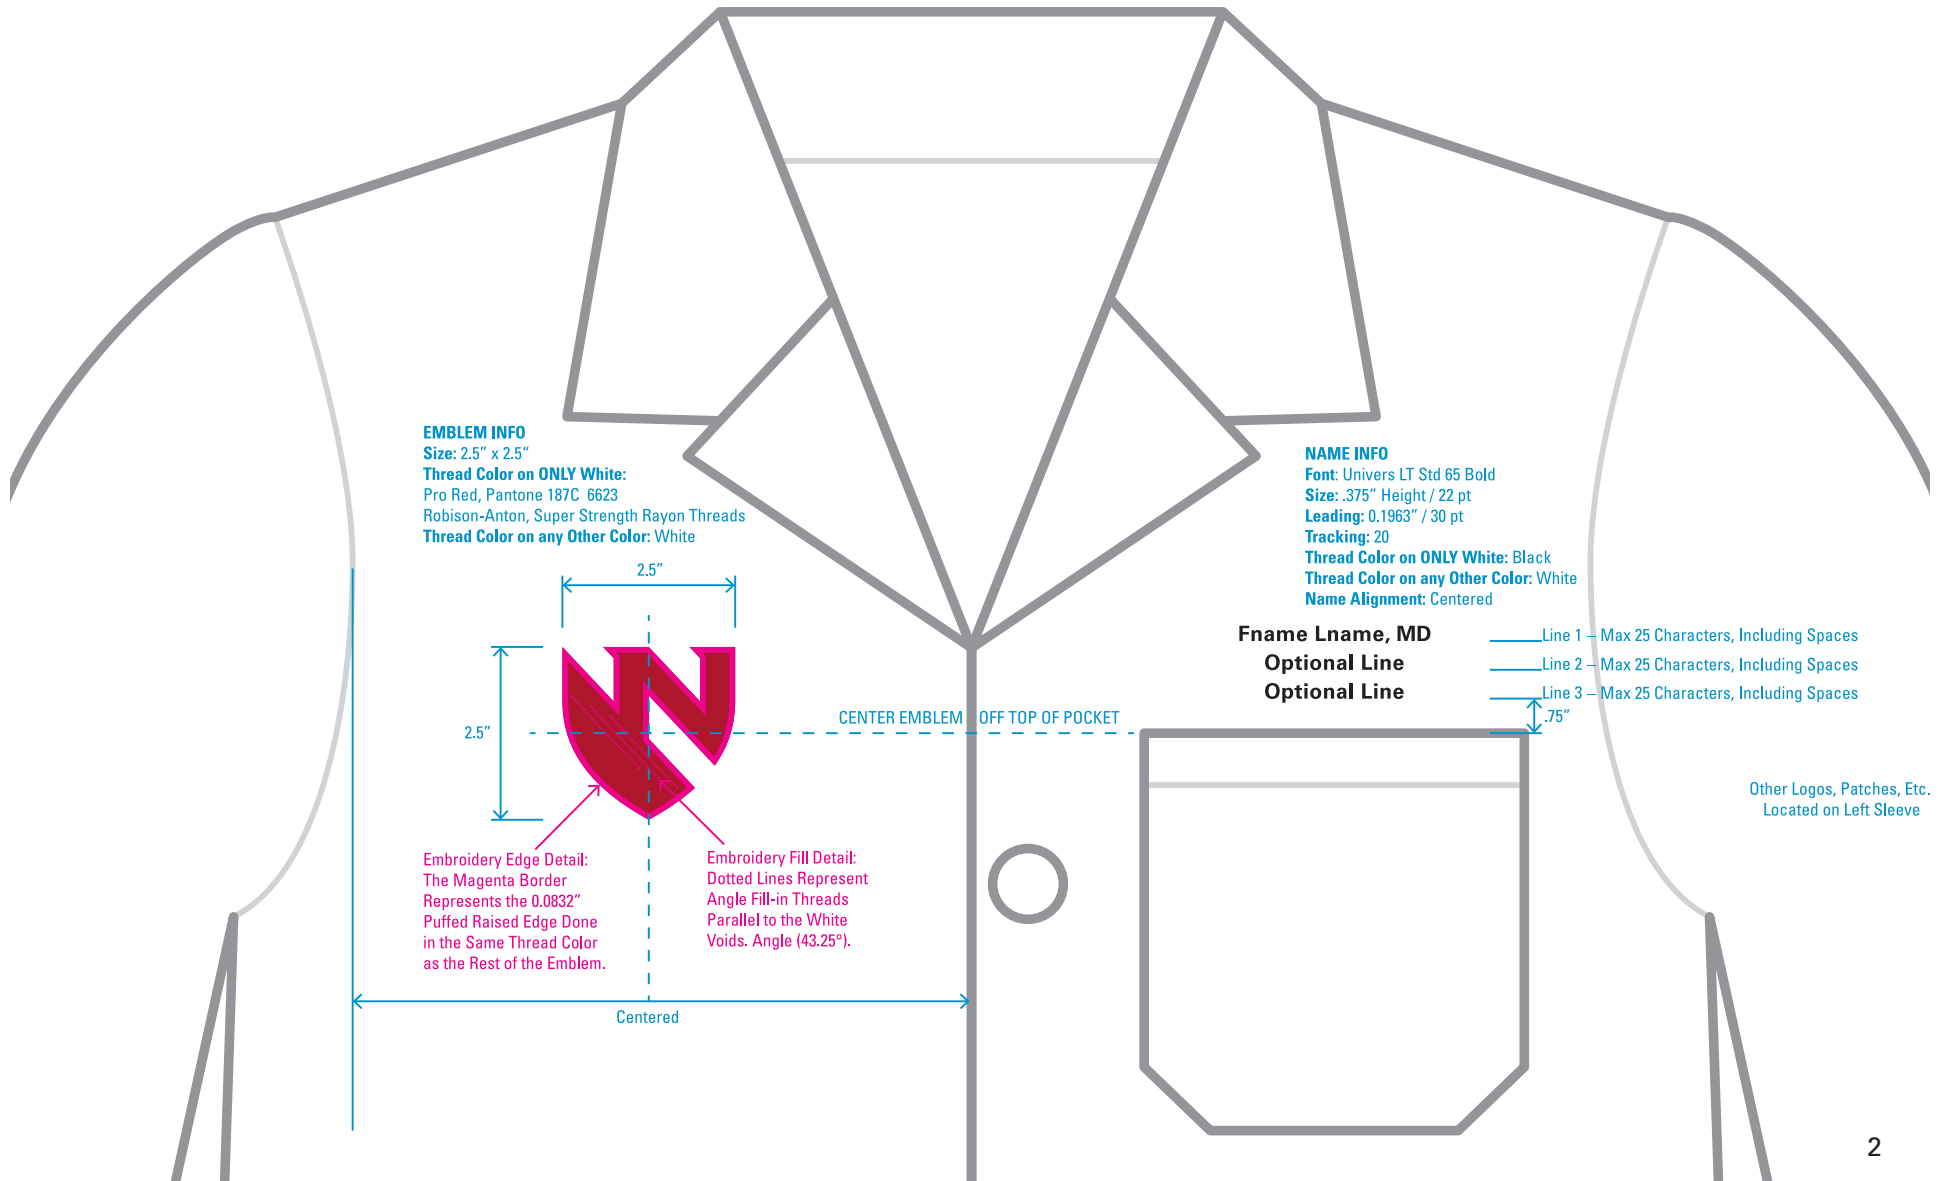 EMBLEM INFO
Size: 2.5” x 2.5“
Thread Color on ONLY White:
Pro Red, Pantone 187C  6623
Robison-Anton, Super Strength Rayon Threads
Thread Color on any Other Color: White
2.5”
2.5”
NAME INFO
Font: Univers LT Std 65 Bold
Size: .375” Height / 22 pt
Leading: 0.1963” / 30 pt
Tracking: 20
Thread Color on ONLY White: Black
Thread Color on any Other Color: White
Name Alignment: Centered
Fname Lname, MD
Optional Line
Optional Line
Line 1 – Max 25 Characters, Including Spaces
Line 2 – Max 25 Characters, Including Spaces
Line 3 – Max 25 Characters, Including Spaces
.75”
CENTER EMBLEM OFF TOP OF POCKET
Other Logos, Patches, Etc.
Located on Left Sleeve
Embroidery Edge Detail:
The Magenta Border
Represents the 0.0832”
Puffed Raised Edge Done
in the Same Thread Color
as the Rest of the Emblem.
Embroidery Fill Detail:
Dotted Lines Represent
Angle Fill-in Threads
Parallel to the White
Voids. Angle (43.25°).
Centered
2